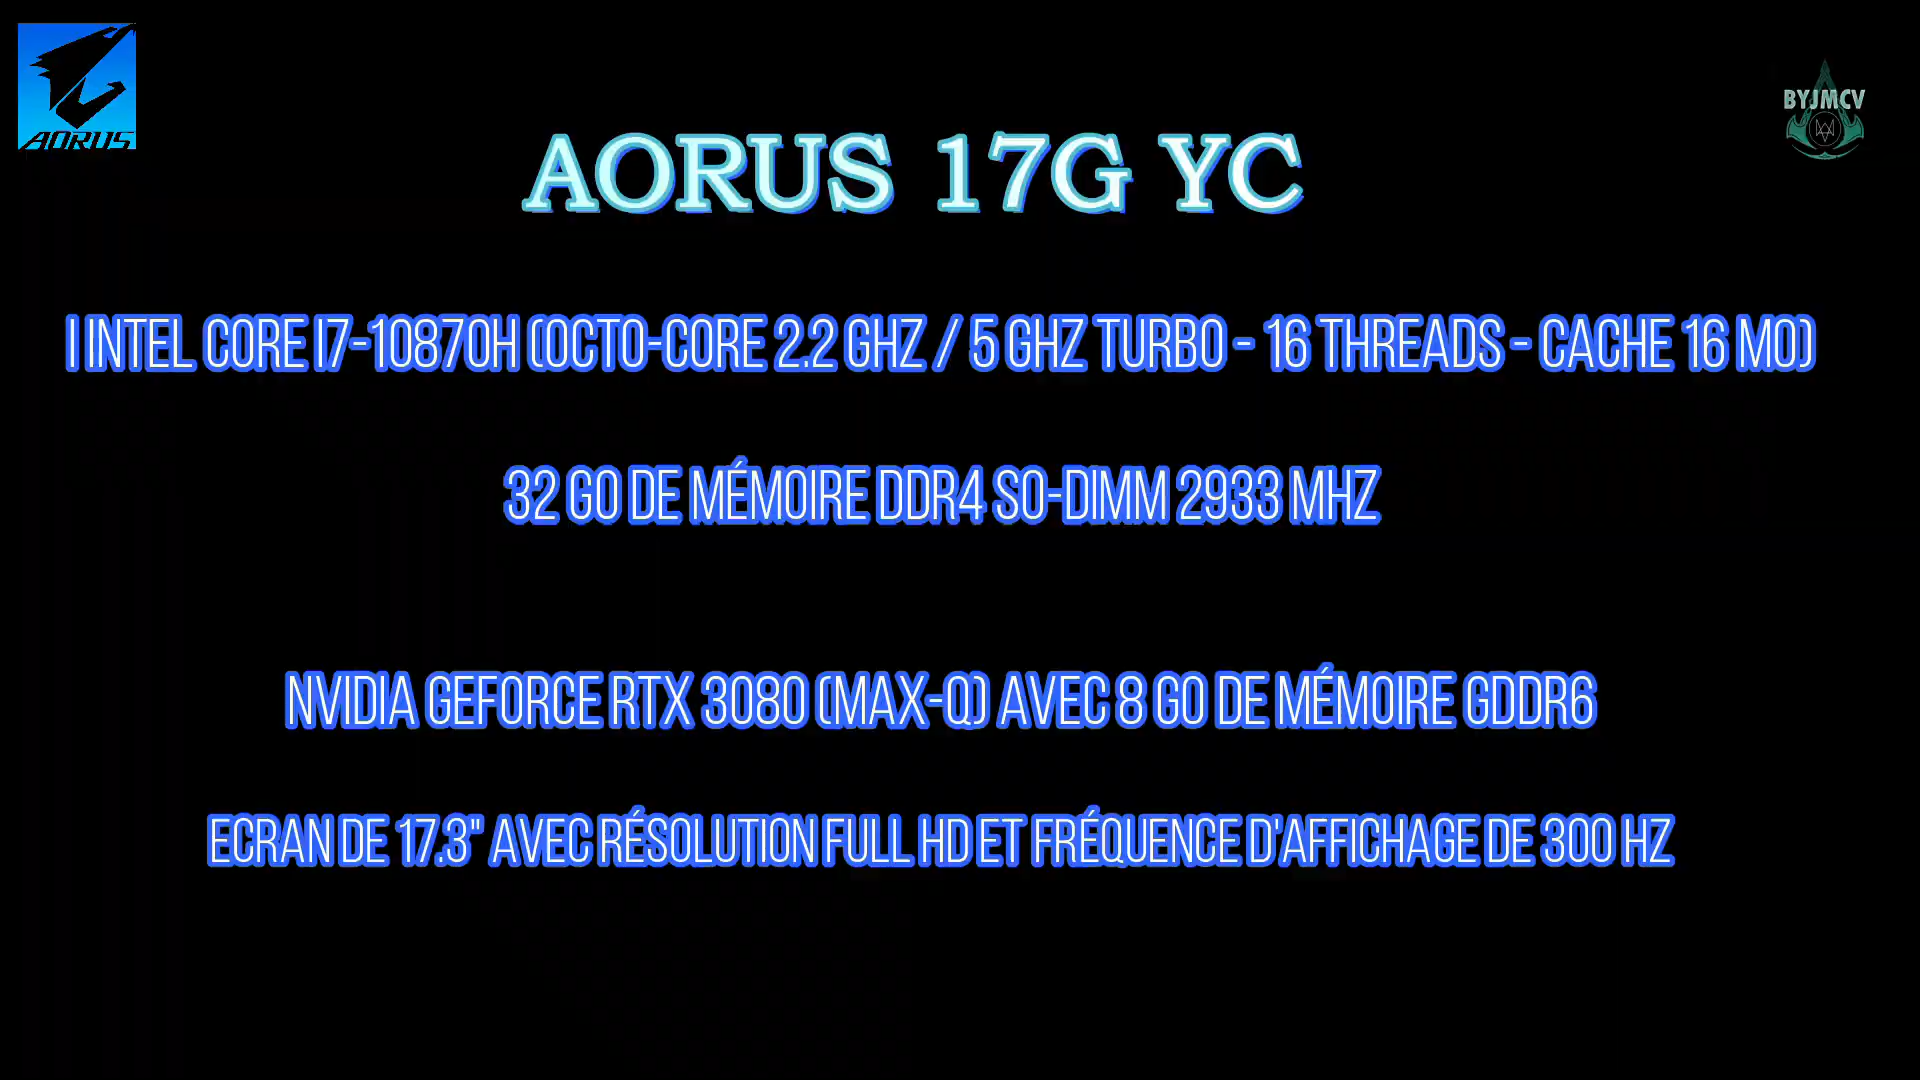 AORUS
BYJMCV
AORUS 17G YC
I INTEL CORE I7-10870H (OCTO-CORE 2.2 GHZ / 5 GHZ TURBO - 16 THREADS - CACHE 16 MO)
32 GO DE MÉMOIRE DDR4 SO-DIMM 2933 MHZ
NVIDIA GEFORCE RTX 3080 (MAX-Q) AVEC 8 GO DE MÉMOIRE GDDR6
ECRAN DE 17.3" AVEC RÉSOLUTION FULL HD ET FRÉQUENCE D'AFFICHAGE DE 300 HZ